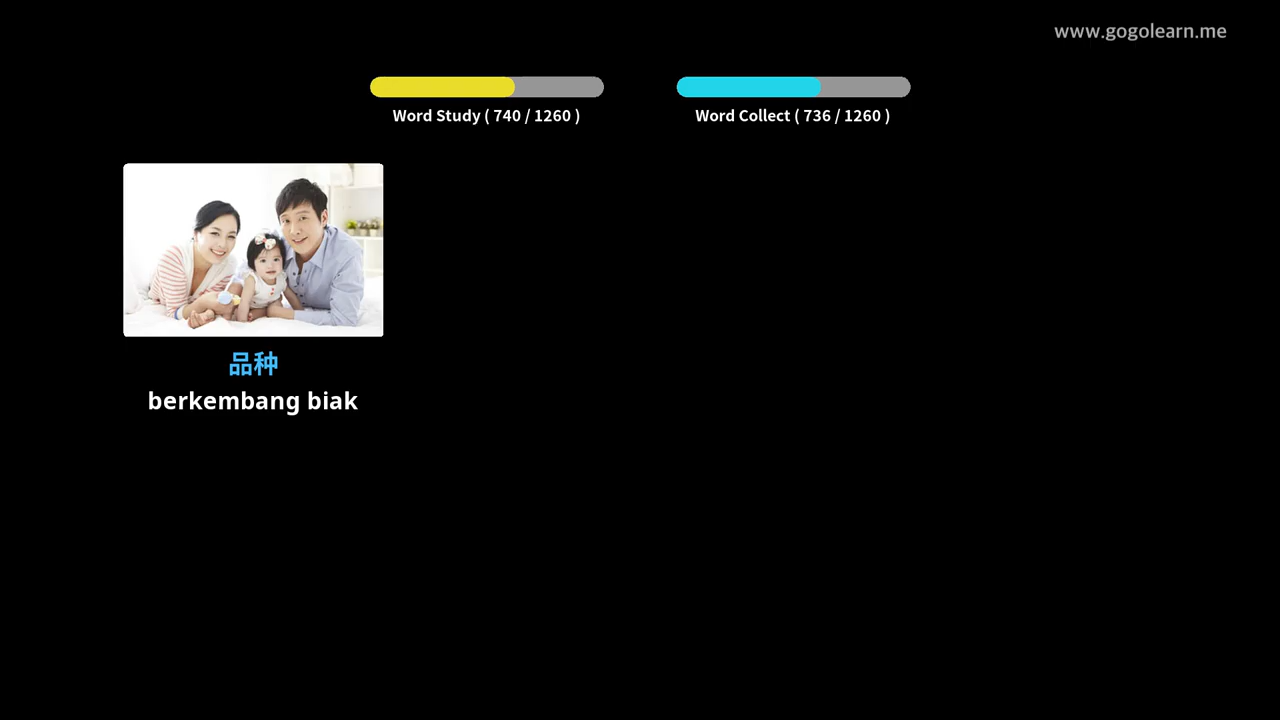 www.gogolearn.me
Word Study ( 740 / 1260 )
Word Collect ( 736 / 1260 )
品种
berkembang biak